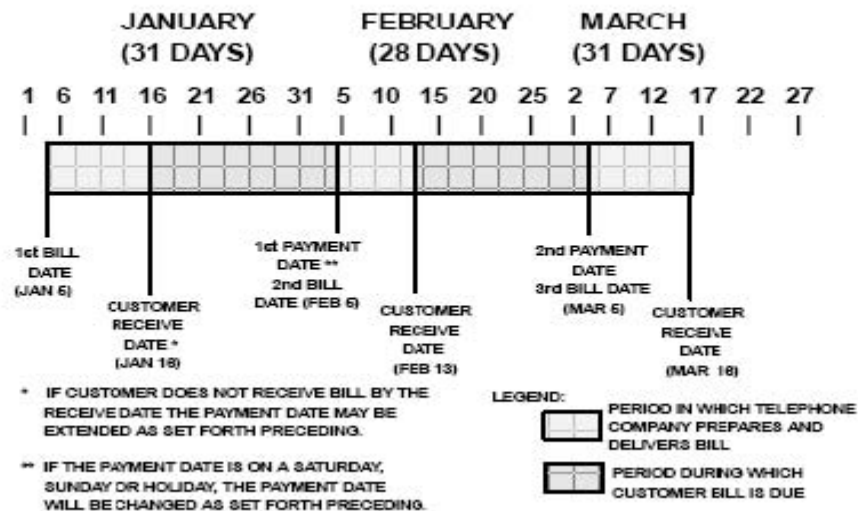 JANUARY FEBRUARY MARCH
(31 DAYS) (28 DAYS) (31 DAYS)
1 6 11 16 21 26 31 5 10 15 20 25 2 7 12 17 22 27
1st BILL
DATE
(JAN 5)
CUSTOMER
RECEIVE
DATE *
(JAN 16)
1st PAYMENT
DATE **
2nd BILL
DATE (FEB 5)
CUSTOMER
RECEIVE
DATE
(FEB 13)
2nd PAYMENT
DATE
3rd BILL DATE
(MAR 5)
CUSTOMER
RECEIVE
DATE
(MAR 16)
* IF CUSTOMER DOES NOT RECEIVE BILL BY THE
RECEIVE DATE THE PAYMENT DATE MAY BE
EXTENDED AS SET FORTH PRECEDING.
** IF THE PAYMENT DATE IS ON A SATURDAY,
SUNDAY OR HOLIDAY, THE PAYMENT DATE
WILL BE CHANGED AS SET FORTH PRECEDING.
LEGEND:
PERIOD IN WHICH TELEPHONE
COMPANY PREPARES AND
DELIVERS BILL
PERIOD DURING WHICH
CUSTOMER BILL IS DUE